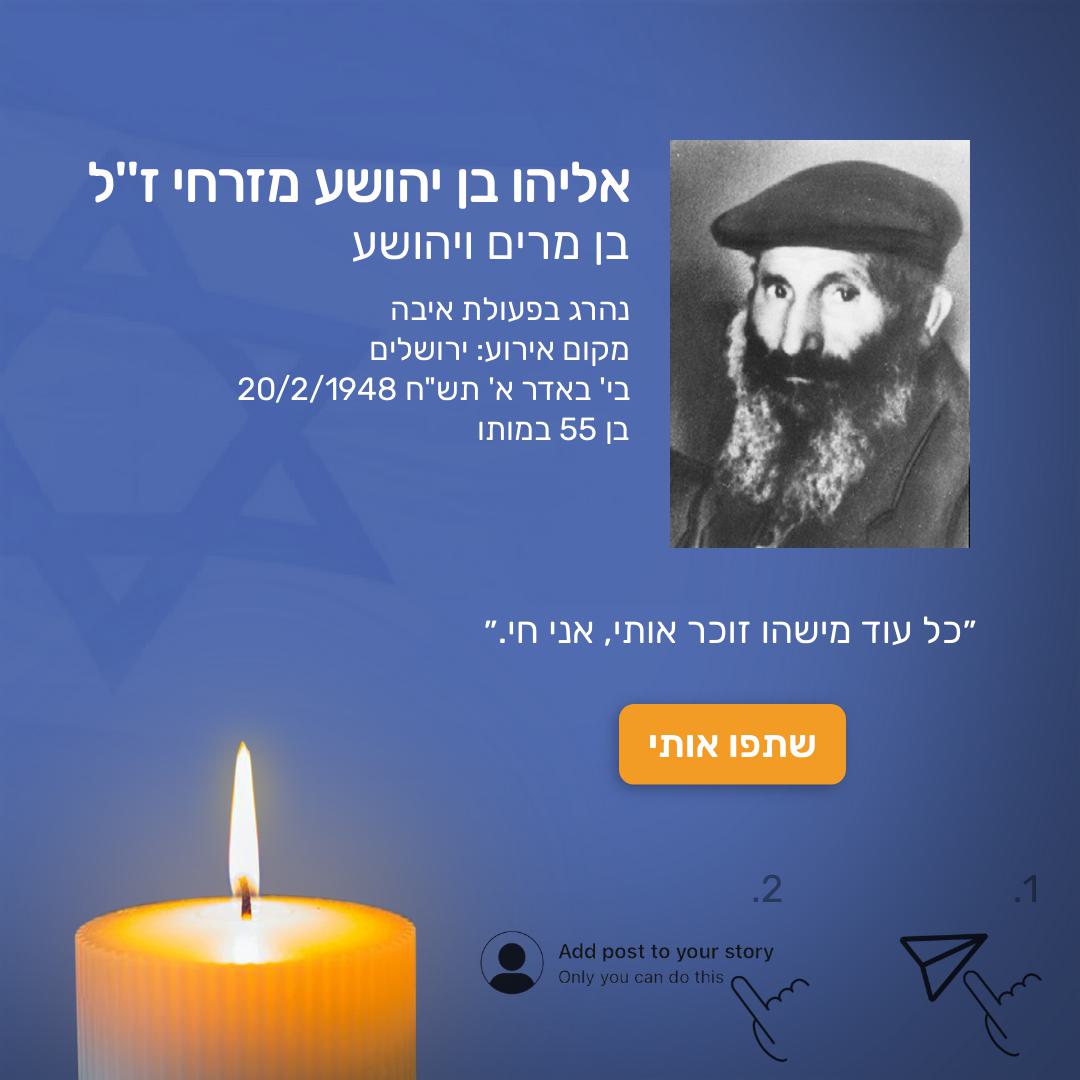 אליהו בן יהושע מזרחי ז"ל
בן מרים ויהושע
נהרג בפעולת איבה
מקום אירוע: ירושלים
בי' באדר א' תש"ח 20/2/1948
בן 55 במותו
״כל עוד מישהו זוכר אותי, אני חי.״
שתפו אותי
1.
2.
Add post to your story
Only you can do this